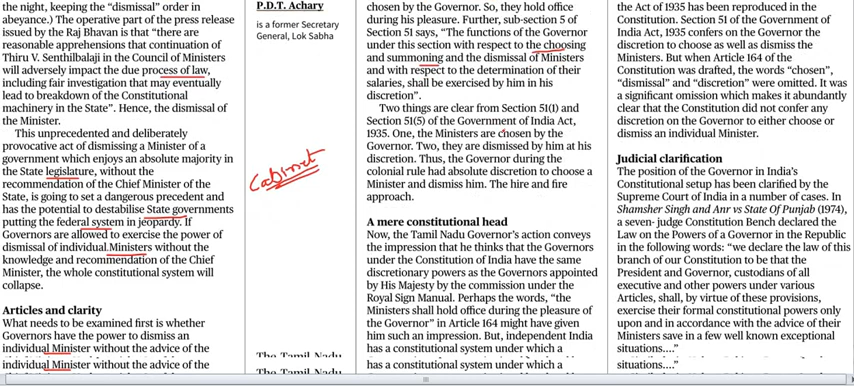 the night, keeping the “dismissal” order in
abeyance.) The operative part of the press release
issued by the Raj Bhavan is that “there are
reasonable apprehensions that continuation of
Thiru V. Senthilbalaji in the Council of Ministers
will adversely impact the due process of law,
including fair investigation that may eventually
lead to breakdown of the Constitutional
machinery in the State”. Hence, the dismissal of
the Minister.
This unprecedented and deliberately
provocative act of dismissing a Minister of a
government which enjoys an absolute majority in
the State legislature, without the
recommendation of the Chief Minister of the
State, is going to set a dangerous precedent and
has the potential to destabilise State governments
putting the federal system in jeopardy. If
Governors are allowed to exercise the power of
dismissal of individual Ministers without the
knowledge and recommendation of the Chief
Minister, the whole constitutional system will
collapse.
Articles and clarity
What needs to be examined first is whether
Governors have the power to dismiss an
individual Minister without the advice of the
individual Minister without the advice of the
P.D.T. Achary
is a former Secretary
General, Lok Sabha
Cabinet
The Tamil Nadu
The Tamil Nadu
chosen by the Governor. So, they hold office
during his pleasure. Further, sub-section 5 of
Section 51 says, “The functions of the Governor
under this section with respect to the choosing
and summoning and the dismissal of Ministers
and with respect to the determination of their
salaries, shall be exercised by him in his
discretion”.
Two things are clear from Section 51(1) and
Section 51(5) of the Government of India Act,
1935. One, the Ministers are chosen by the
Governor. Two, they are dismissed by him at his
discretion. Thus, the Governor during the
colonial rule had absolute discretion to choose a
Minister and dismiss him. The hire and fire
approach.
A mere constitutional head
Now, the Tamil Nadu Governor’s action conveys
the impression that he thinks that the Governors
under the Constitution of India have the same
discretionary powers as the Governors appointed
by His Majesty by the commission under the
Royal Sign Manual. Perhaps the words, “the
Ministers shall hold office during the pleasure of
the Governor” in Article 164 might have given
him such an impression. But, independent India
has a constitutional system under which a
has a constitutional system under which a
the Act of 1935 has been reproduced in the
Constitution. Section 51 of the Government of
India Act, 1935 confers on the Governor the
discretion to choose as well as dismiss the
Ministers. But when Article 164 of the
Constitution was drafted, the words “chosen”,
“dismissal” and “discretion” were omitted. It was
a significant omission which makes it abundantly
clear that the Constitution did not confer any
discretion on the Governor to either choose or
dismiss an individual Minister.
Judicial clarification
The position of the Governor in India’s
Constitutional setup has been clarified by the
Supreme Court of India in a number of cases. In
Shamsher Singh and Anr vs State Of Punjab (1974),
a seven- judge Constitution Bench declared the
Law on the Powers of a Governor in the Republic
in the following words: “we declare the law of this
branch of our Constitution to be that the
President and Governor, custodians of all
executive and other powers under various
Articles, shall, by virtue of these provisions,
exercise their formal constitutional powers only
upon and in accordance with the advice of their
Ministers save in a few well known exceptional
situations....”
situations....”